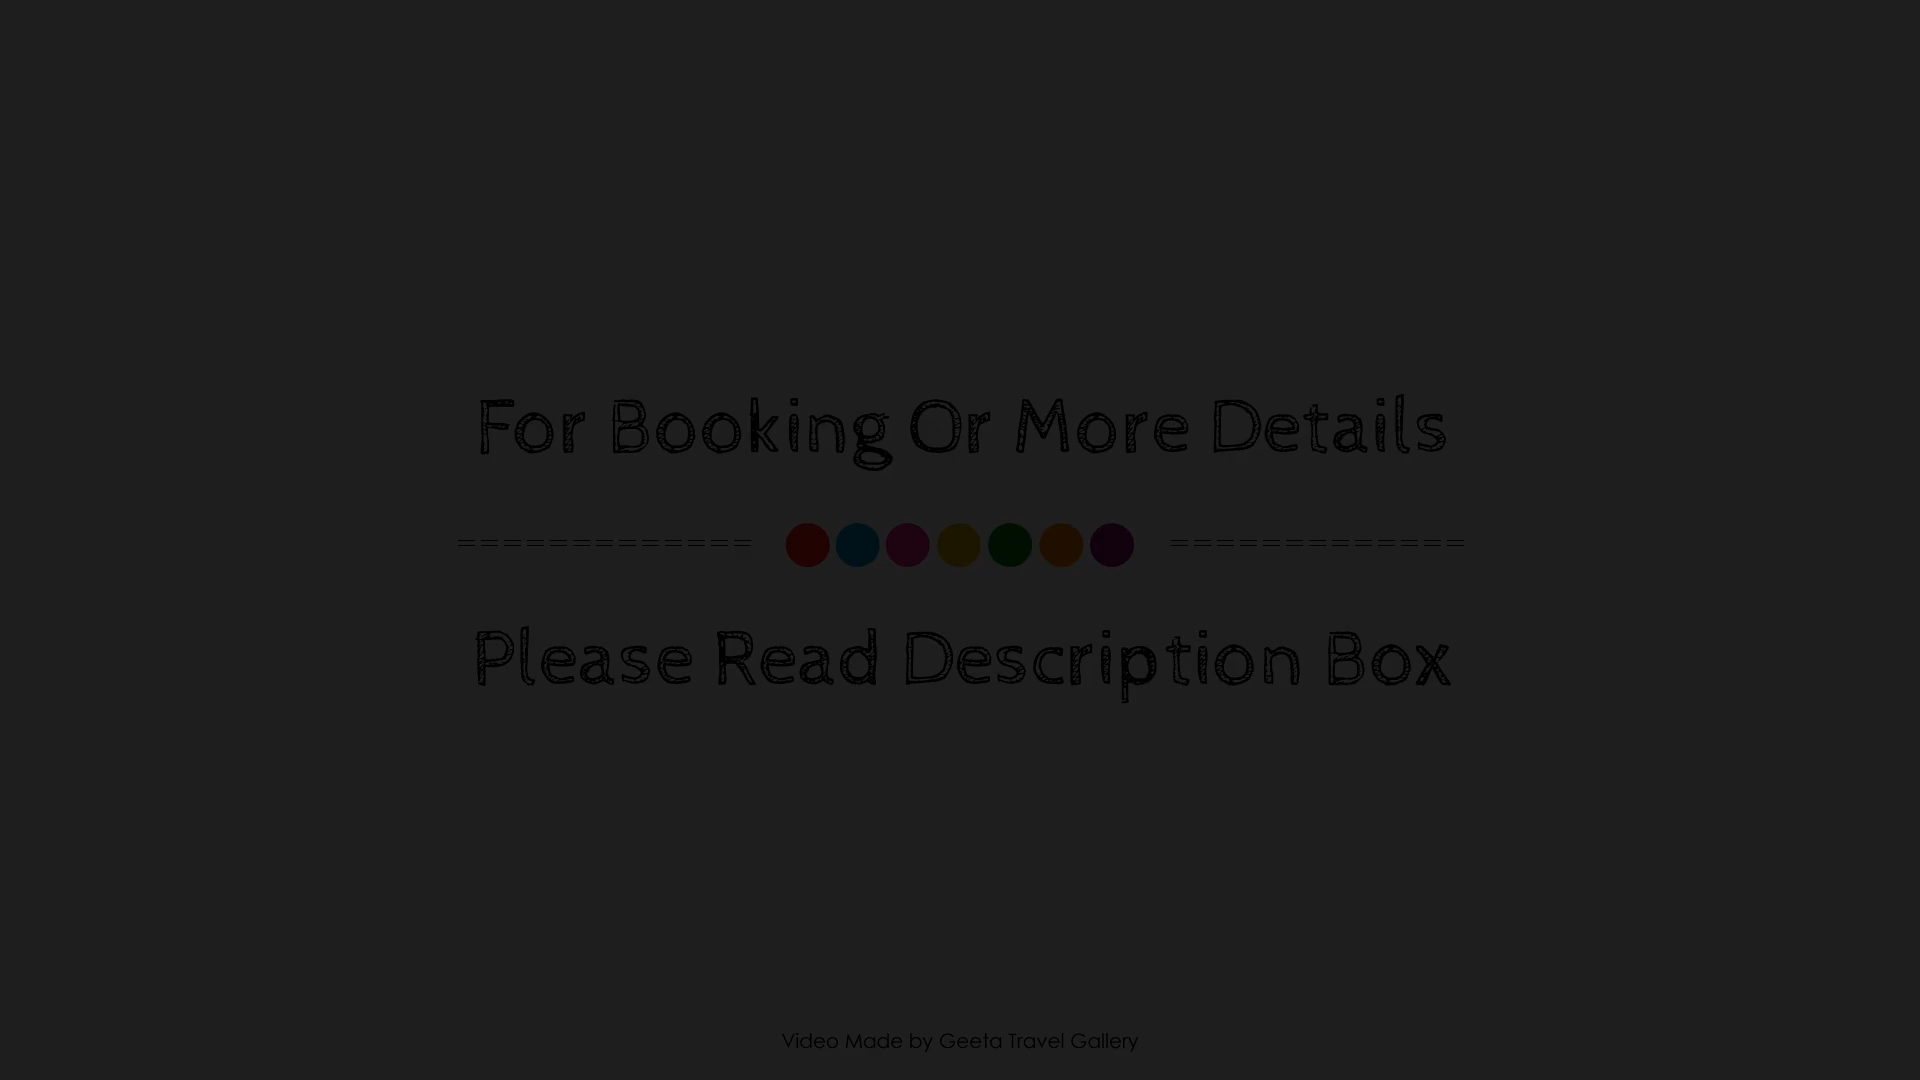 For Booking Or More Details
============= =============
Please Read Description Box
Video Made by Geeta Travel Gallery